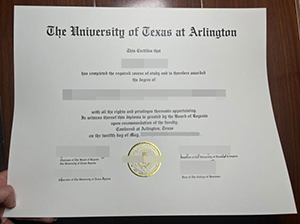 The University of Texas at Arlington
This Certifies that
has completed the required course of study and is therefore awarded
the degree of
with all the rights and privileges thereunto appertaining.
In witness thereof this diploma is granted by the Board of Regents
upon recommendation of the faculty.
Conferred at Arlington, Texas
on the twelfth day of May,